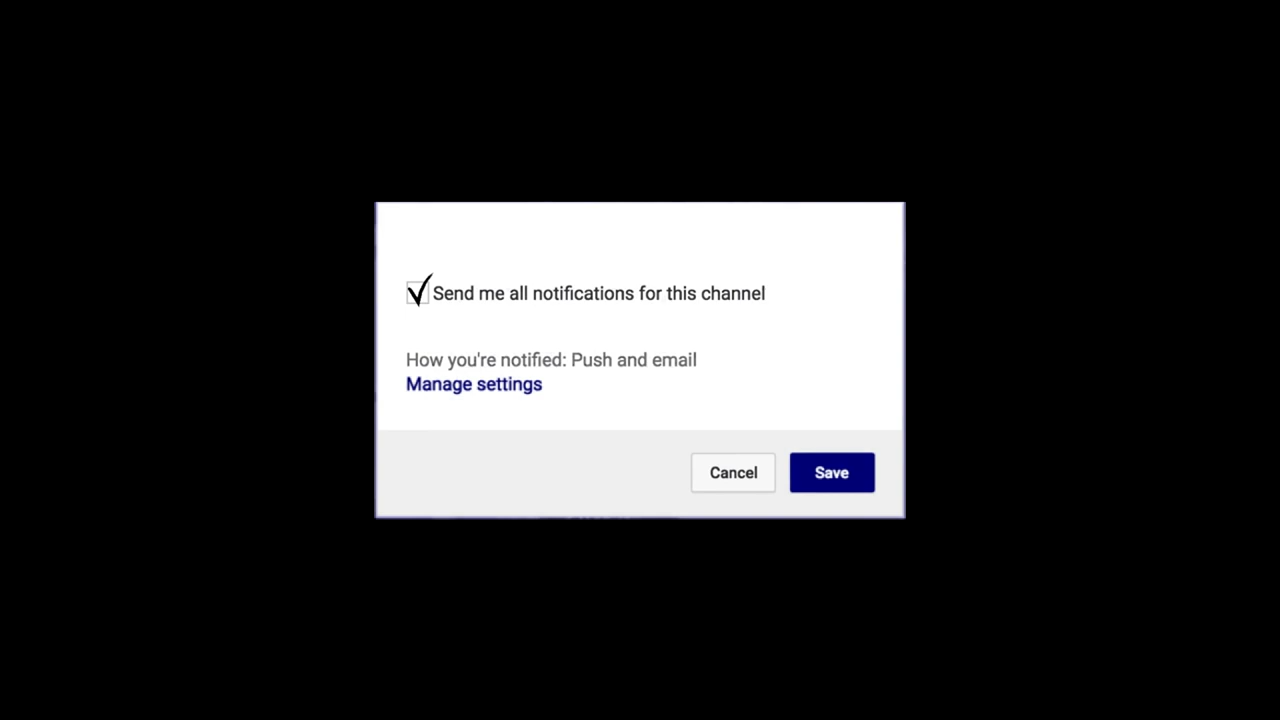 Send me all notifications for this channel
How you're notified: Push and email
Manage settings
Cancel
Save